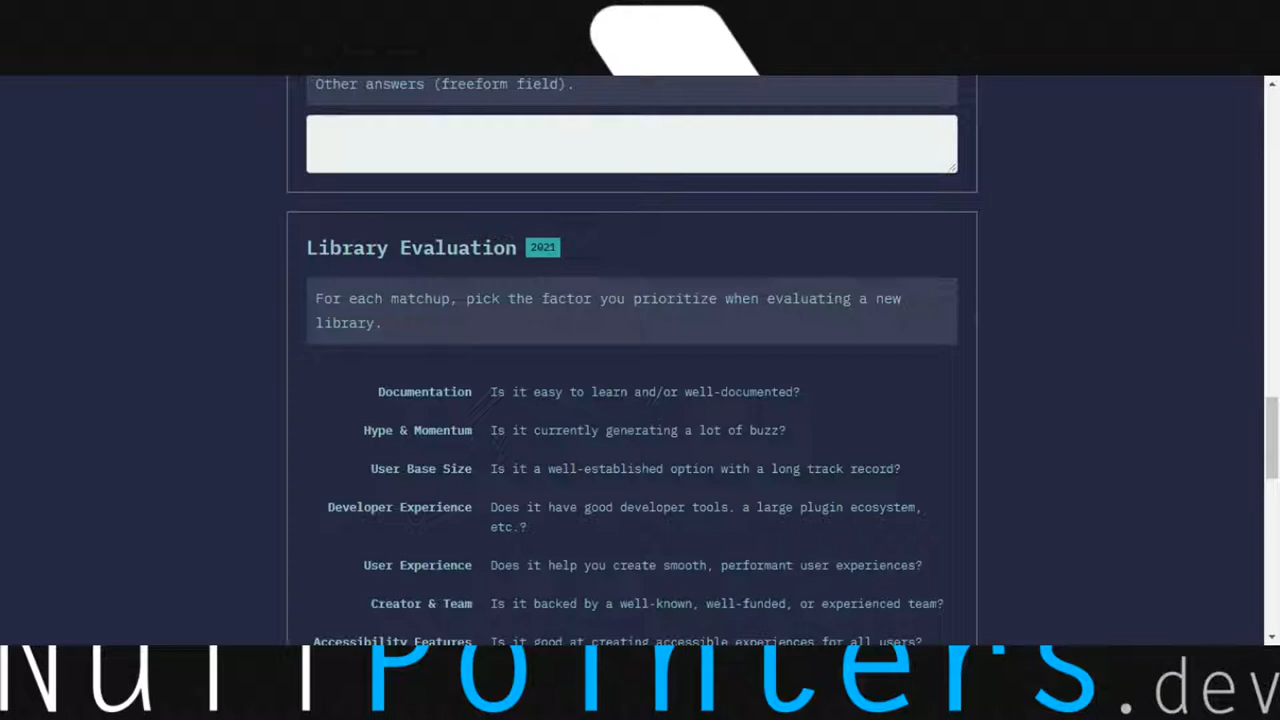 Other answers (freeform field).
Library Evaluation 2021
For each matchup, pick the factor you prioritize when evaluating a new
library.
Documentation Is it easy to learn and/or well-documented?
Hype & Momentum Is it currently generating a lot of buzz?
User Base Size Is it a well-established option with a long track record?
Developer Experience Does it have good developer tools. a large plugin ecosystem,
etc.?
User Experience Does it help you create smooth, performant user experiences?
Creator & Team Is it backed by a well-known, well-funded, or experienced team?
Accessibility Features Is it good at creating accessible experiences for all users?
NullPointers.dev